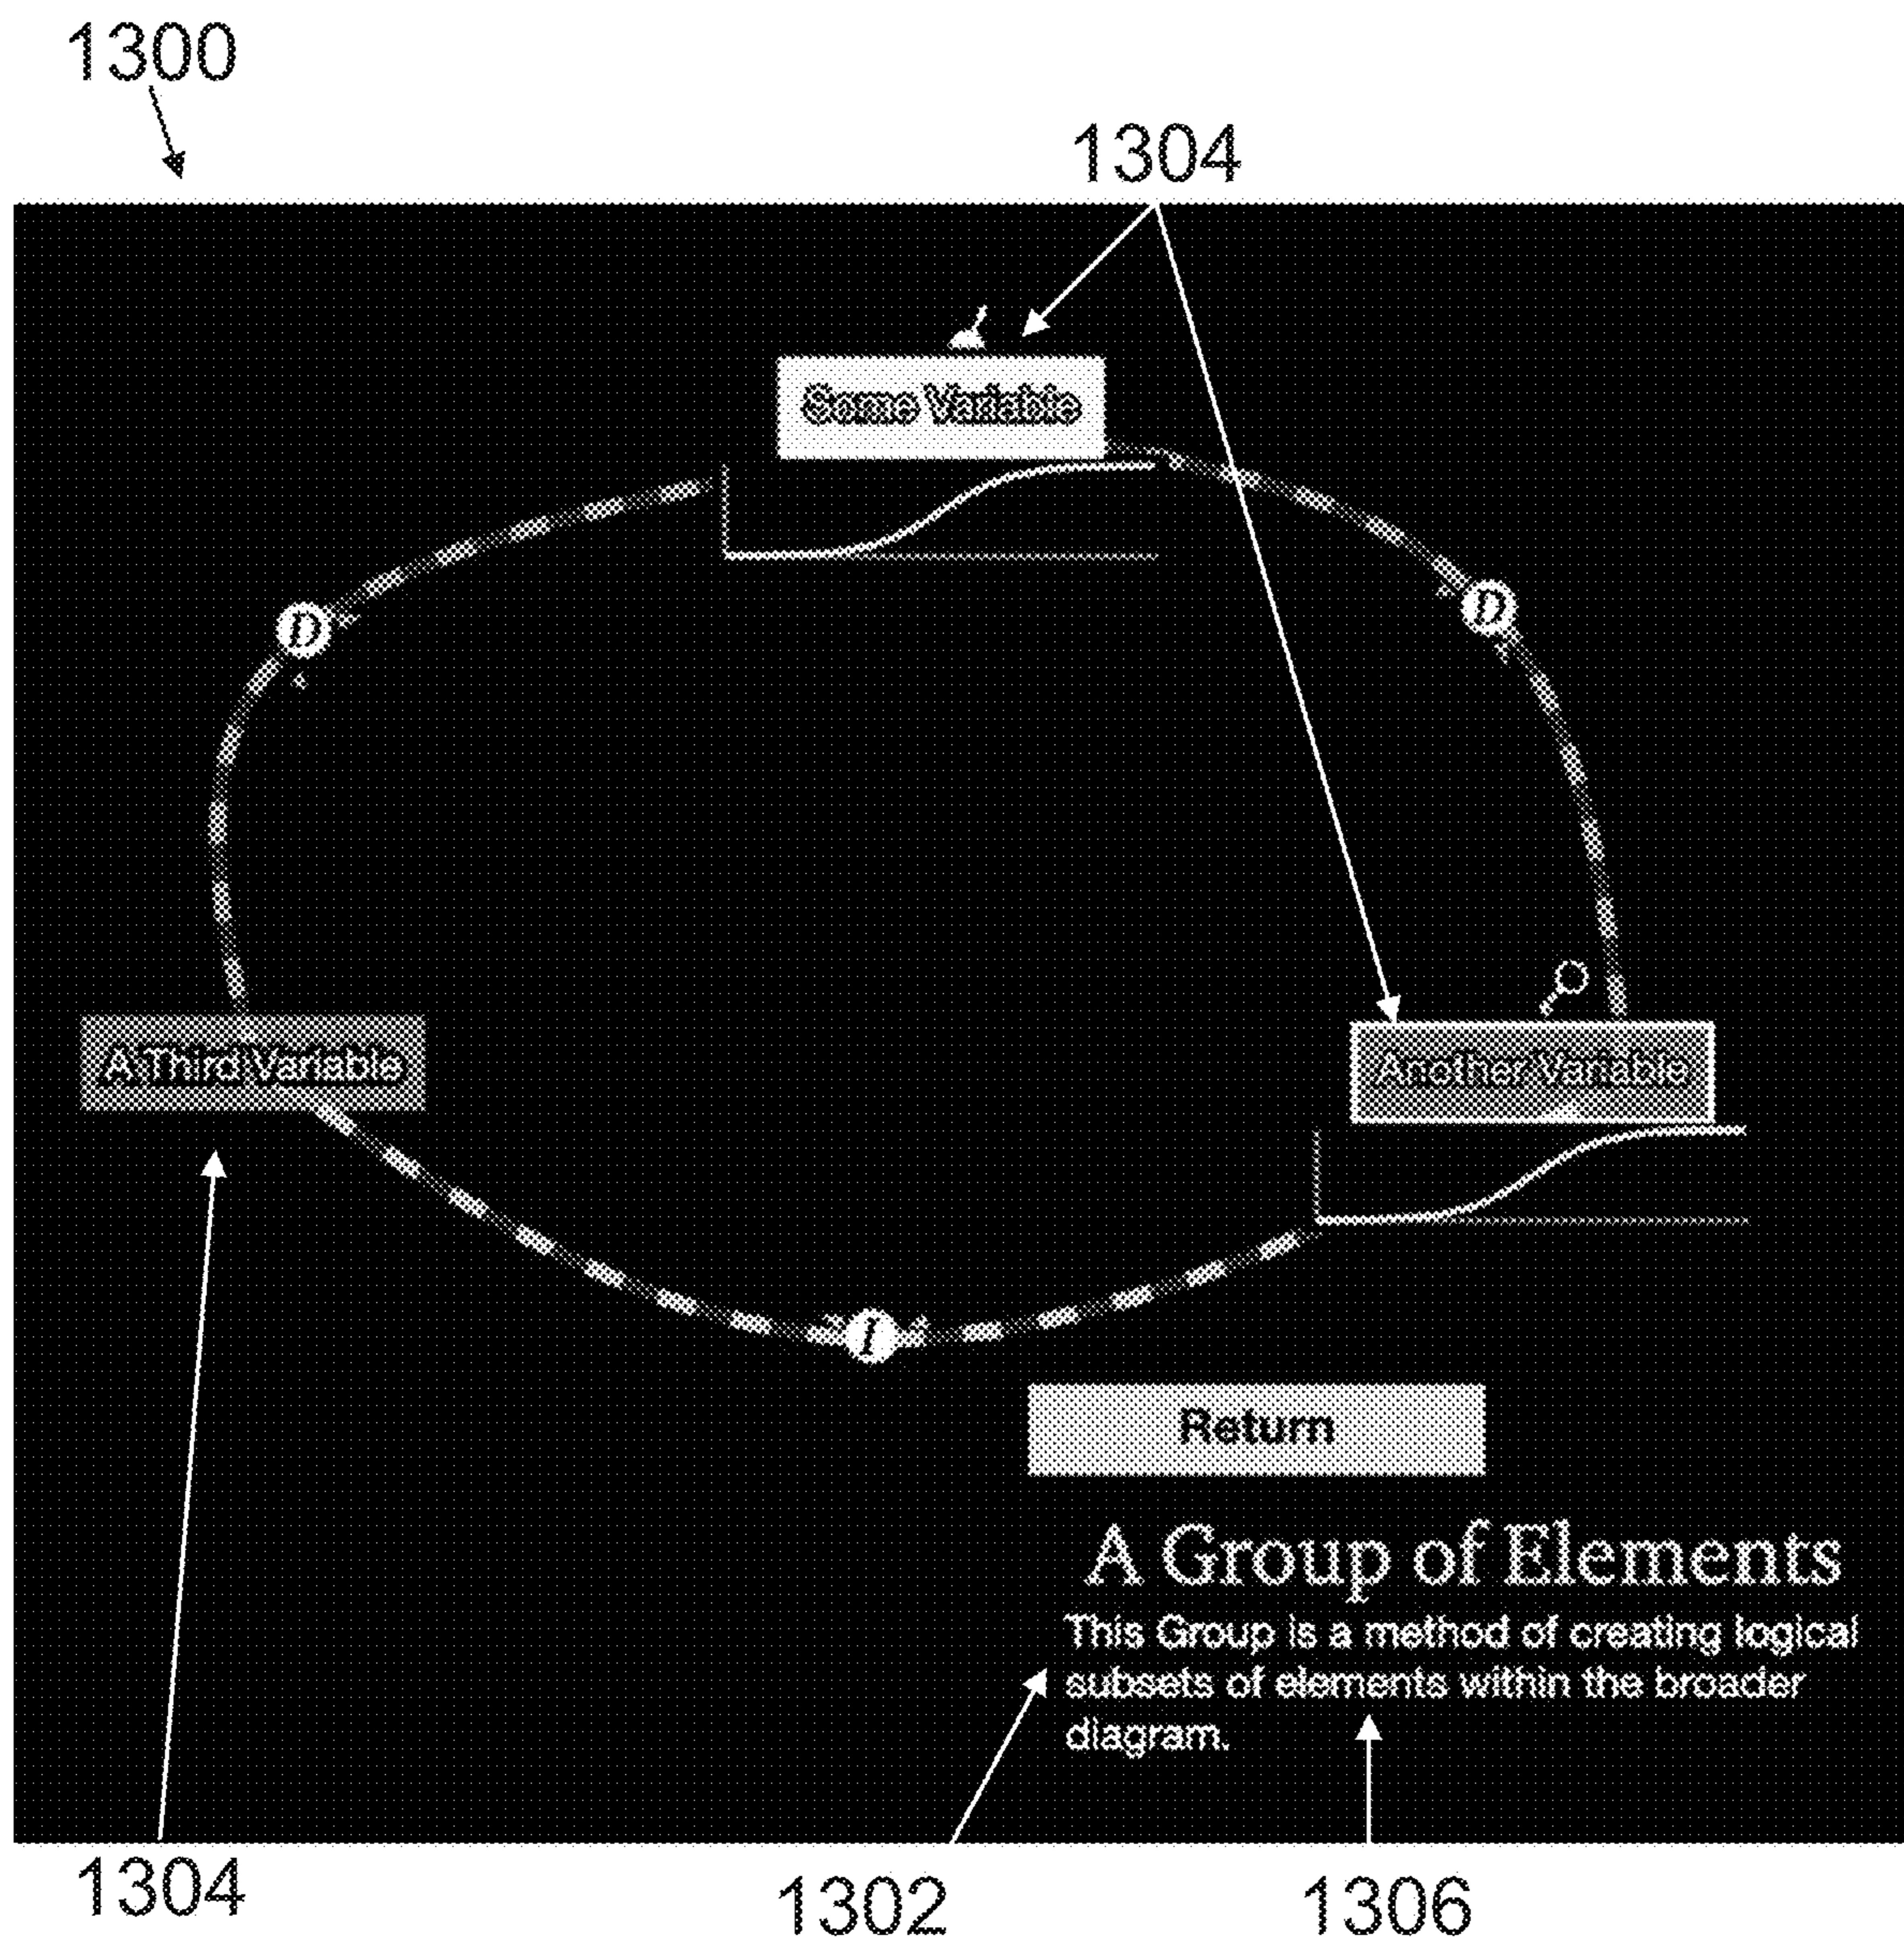 1300
1304
Some Variable
D
D
A Third Variable
Another Variable
I
Return
A Group of Elements
This Group is a method of creating logical
subsets of elements within the broader
diagram.
1304
1302
1306